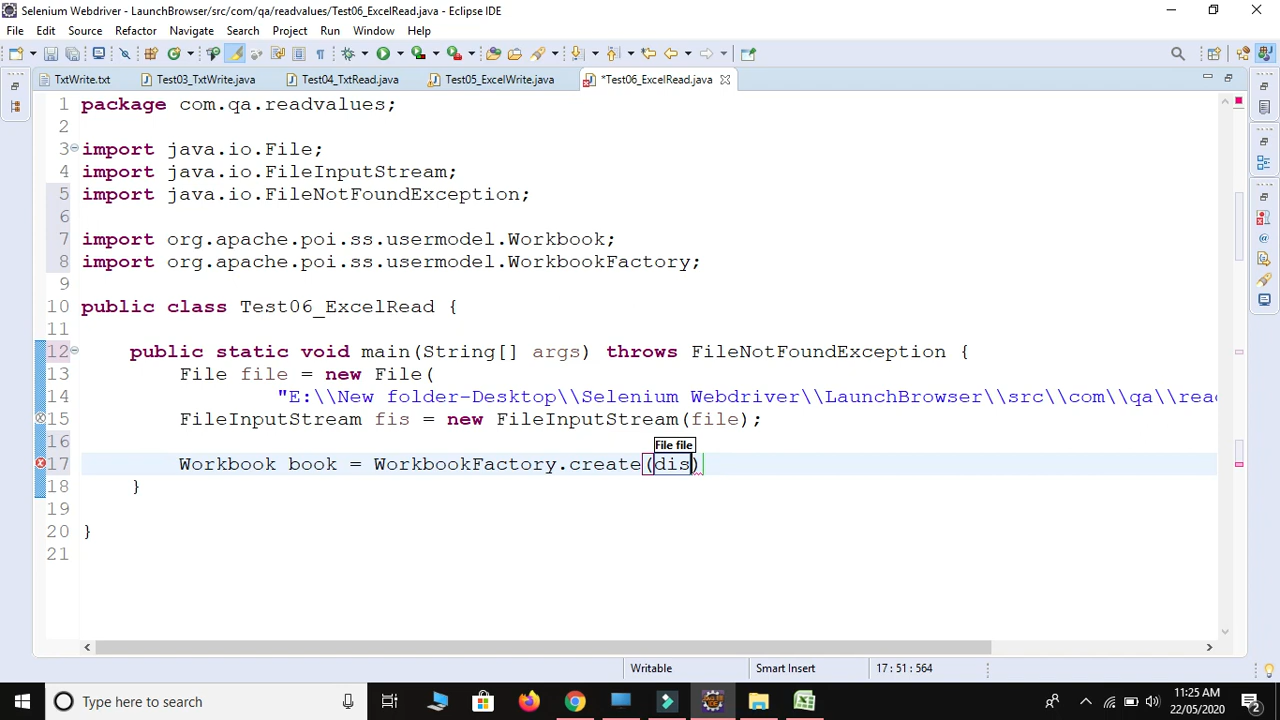 Selenium Webdriver - LaunchBrowser/src/com/qa/readvalues/Test06_ExcelRead.java - Eclipse IDE
File Edit Source Refactor Navigate Search Project Run Window Help
TxtWrite.txt Test03_TxtWrite.java Test04_TxtRead.java Test05_ExcelWrite.java *Test06_ExcelRead.java
1 package com.qa.readvalues;
2
3 import java.io.File;
4 import java.io.FileInputStream;
5 import java.io.FileNotFoundException;
6
7 import org.apache.poi.ss.usermodel.Workbook;
8 import org.apache.poi.ss.usermodel.WorkbookFactory;
9
10 public class Test06_ExcelRead {
11
12 public static void main(String[] args) throws FileNotFoundException {
13 File file = new File(
14 "E:\\New folder-Desktop\\Selenium Webdriver\\LaunchBrowser\\src\\com\\qa\\read
15 FileInputStream fis = new FileInputStream(file);
16
File file
17 Workbook book = WorkbookFactory.create(dis)
18 }
19
20 }
21
Writable Smart Insert 17 : 51 : 564
Type here to search
11:25 AM
22/05/2020
2